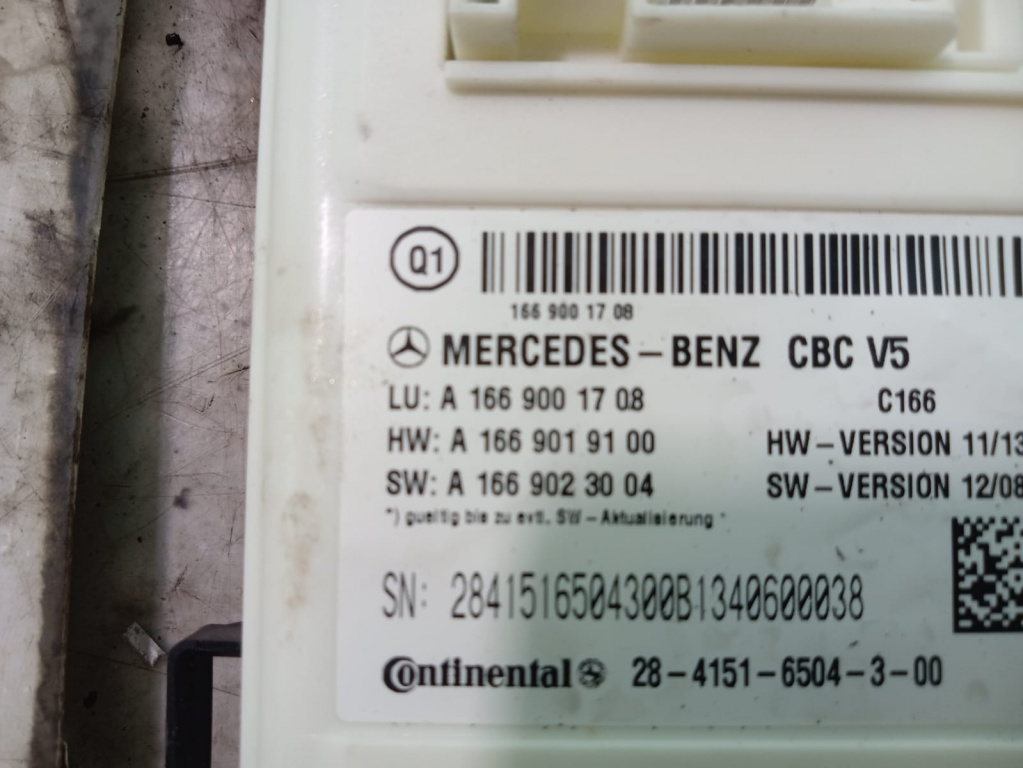 Q1
166 900 17 08
MERCEDES-BENZ CBC V5
LU: A 166 900 17 08 C166
HW: A 166 901 91 00 HW-VERSION 11/13
SW: A 166 902 30 04 SW-VERSION 12/08
*) gueltig bis zu evtl. SW-Aktualisierung
SN: 2841516504300B1340600038
Continental 28-4151-6504-3-00